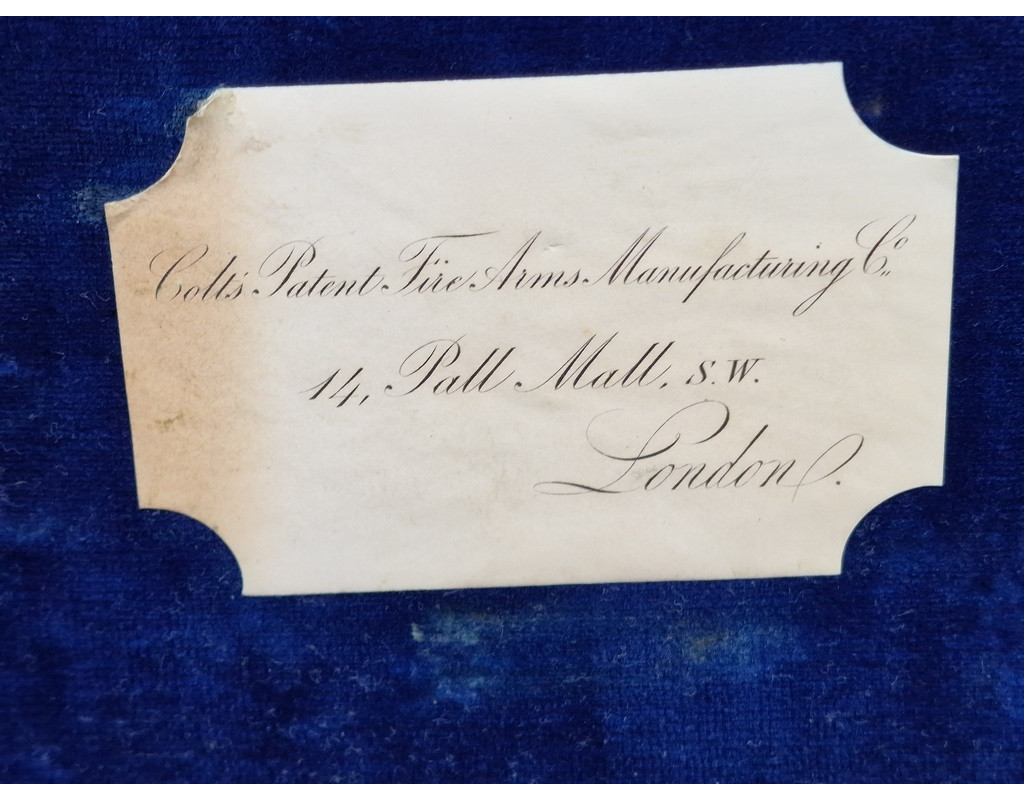 Colt's Patent Fire Arms Manufacturing Co.
14, Pall Mall, S.W.
London.